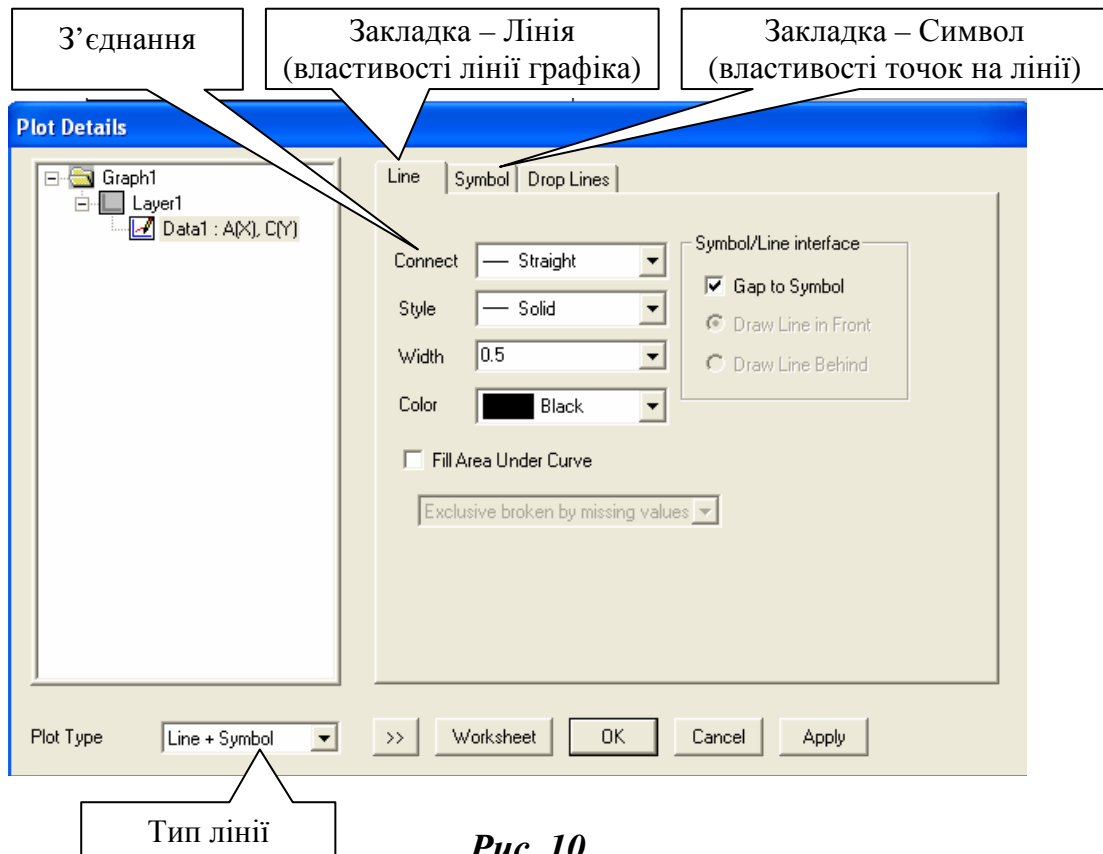 З’єднання
Закладка – Лінія
(властивості лінії графіка)
Закладка – Символ
(властивості точок на лінії)
Plot Details
Graph1
Layer1
Data1 : A(X), C(Y)
Line Symbol Drop Lines
Connect Straight
Style Solid
Width 0.5
Color Black
Symbol/Line interface
Gap to Symbol
Draw Line in Front
Draw Line Behind
Fill Area Under Curve
Exclusive broken by missing values
Plot Type Line + Symbol >> Worksheet OK Cancel Apply
Тип лінії
Рис. 10